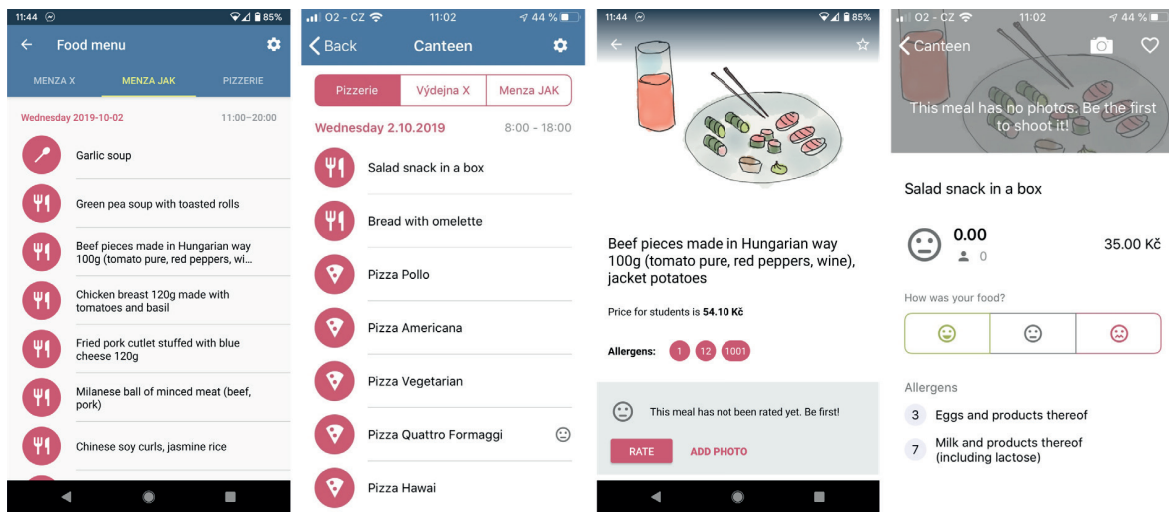 11:44
85%
Food menu
MENZA X
MENZA JAK
PIZZERIE
Wednesday 2019-10-02
11:00–20:00
Garlic soup
Green pea soup with toasted rolls
Beef pieces made in Hungarian way
100g (tomato pure, red peppers, wi...
Chicken breast 120g made with
tomatoes and basil
Fried pork cutlet stuffed with blue
cheese 120g
Milanese ball of minced meat (beef,
pork)
Chinese soy curls, jasmine rice
O2 - CZ
11:02
44 %
Back
Canteen
Pizzerie
Výdejna X
Menza JAK
Wednesday 2.10.2019
8:00 - 18:00
Salad snack in a box
Bread with omelette
Pizza Pollo
Pizza Americana
Pizza Vegetarian
Pizza Quattro Formaggi
Pizza Hawai
11:44
85%
Beef pieces made in Hungarian way
100g (tomato pure, red peppers, wine),
jacket potatoes
Price for students is 54.10 Kč
Allergens:
1
12
1001
This meal has not been rated yet. Be first!
RATE
ADD PHOTO
O2 - CZ
11:02
44 %
Canteen
This meal has no photos. Be the first
to shoot it!
Salad snack in a box
0.00
0
35.00 Kč
How was your food?
Allergens
3 Eggs and products thereof
7 Milk and products thereof
(including lactose)